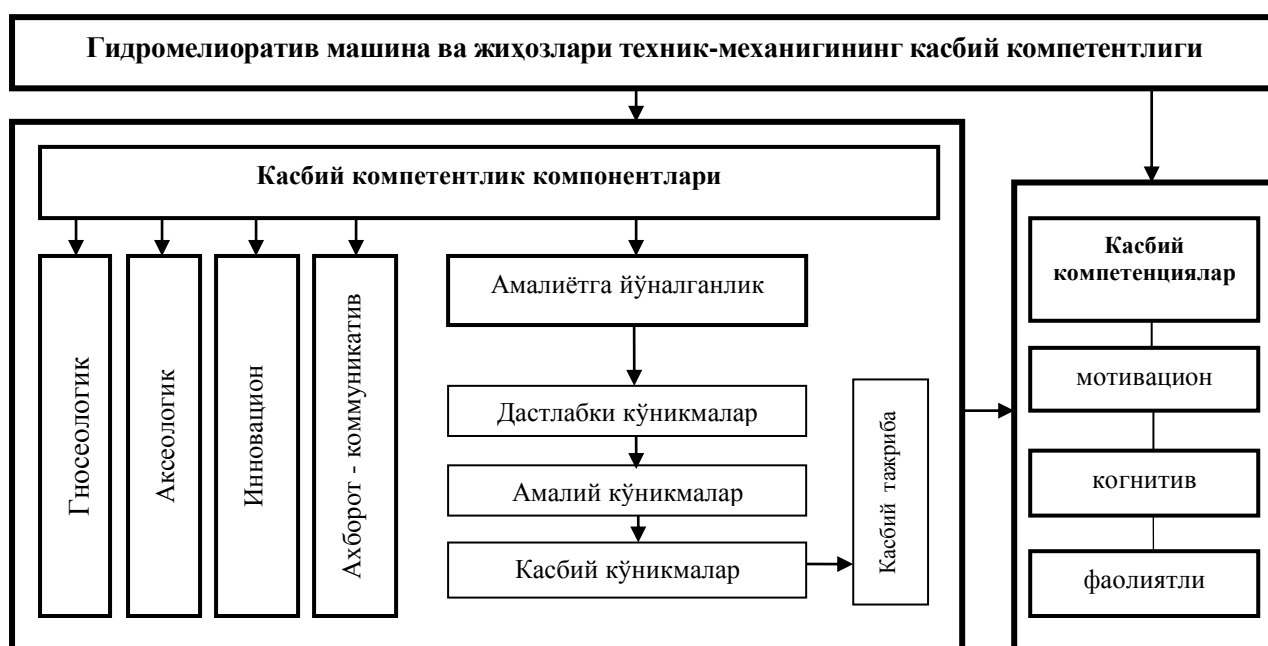 Гидромелиоратив машина ва жиҳозлари техник-механигининг касбий компетентлиги
Касбий компетентлик компонентлари
Гносеологик
Аксеологик
Инновацион
Ахборот - коммуникатив
Амалиётга йўналганлик
Дастлабки кўникмалар
Амалий кўникмалар
Касбий кўникмалар
Касбий тажриба
Касбий
компетенциялар
мотивацион
когнитив
фаолиятли